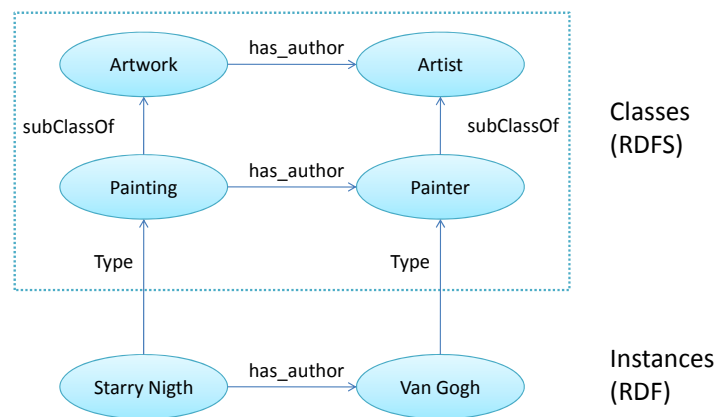 has_author
Artwork
Artist
subClassOf
subClassOf
Classes
(RDFS)
has_author
Painting
Painter
Type
Type
has_author
Starry Nigth
Van Gogh
Instances
(RDF)